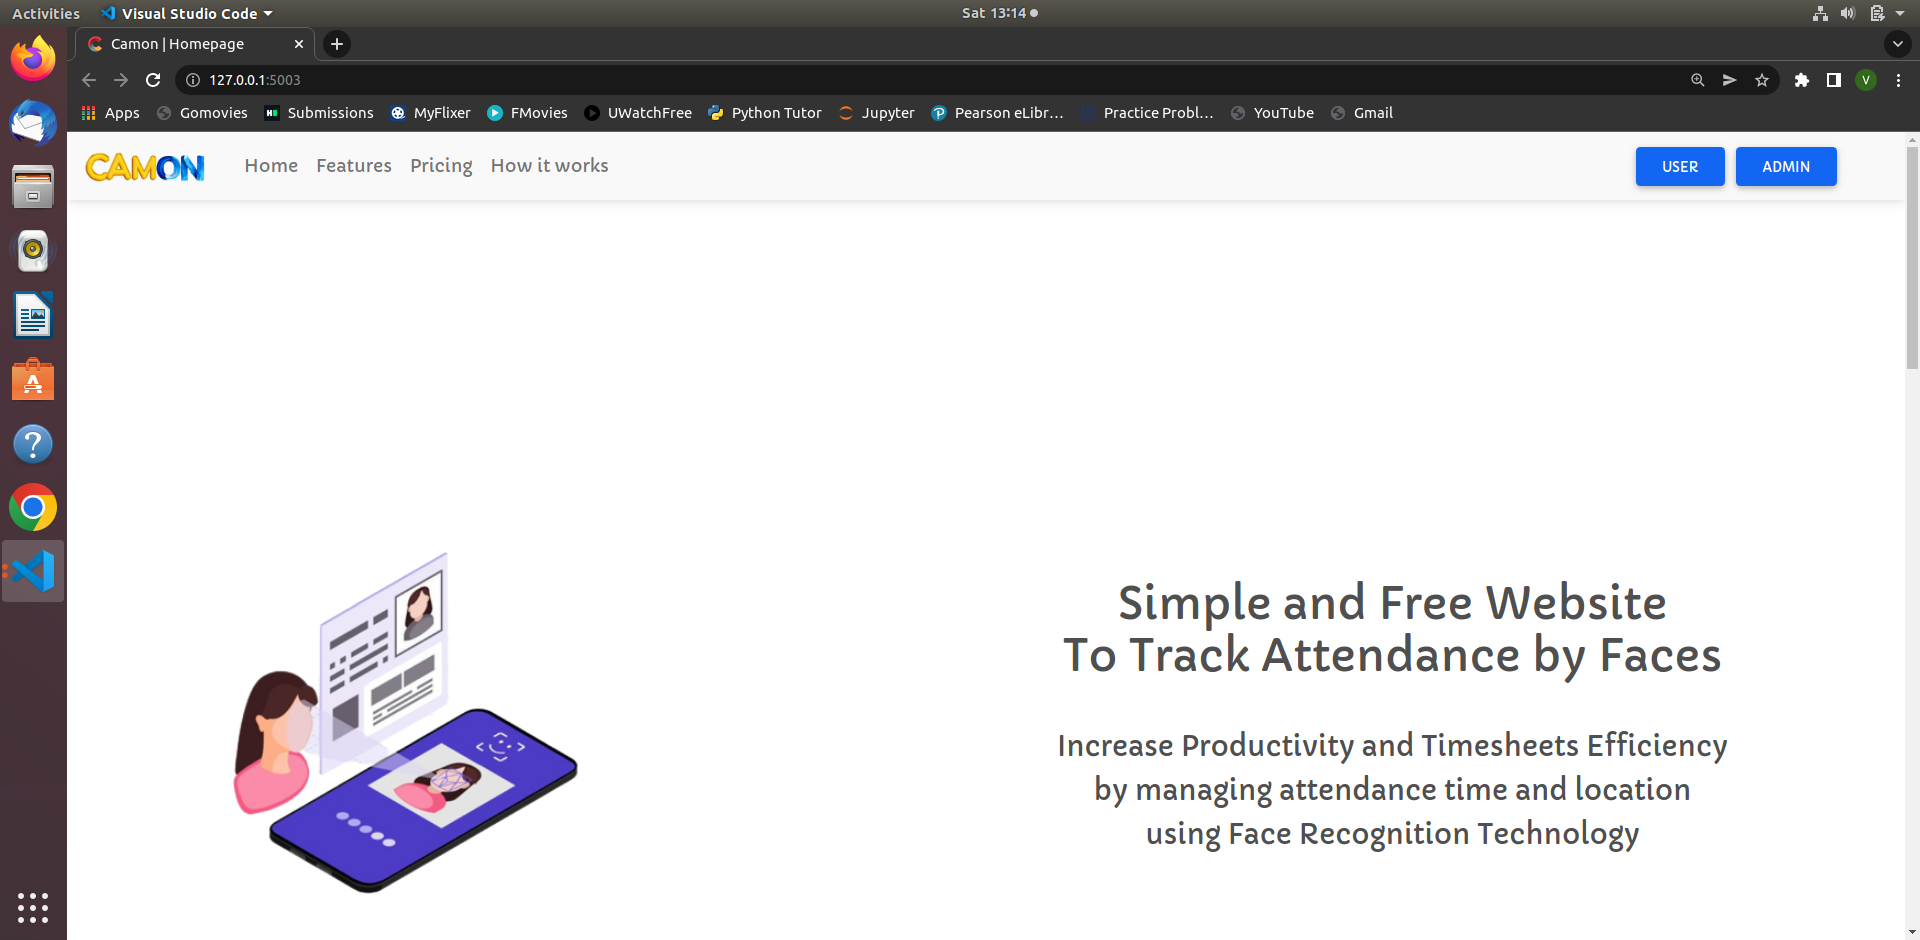 Activities
Visual Studio Code
Sat 13:14
Camon | Homepage
127.0.0.1:5003
V
Apps
Gomovies
Submissions
MyFlixer
FMovies
UWatchFree
Python Tutor
Jupyter
Pearson eLibr…
Practice Probl…
YouTube
Gmail
CAMON
Home
Features
Pricing
How it works
USER
ADMIN
Simple and Free Website
To Track Attendance by Faces
Increase Productivity and Timesheets Efficiency
by managing attendance time and location
using Face Recognition Technology